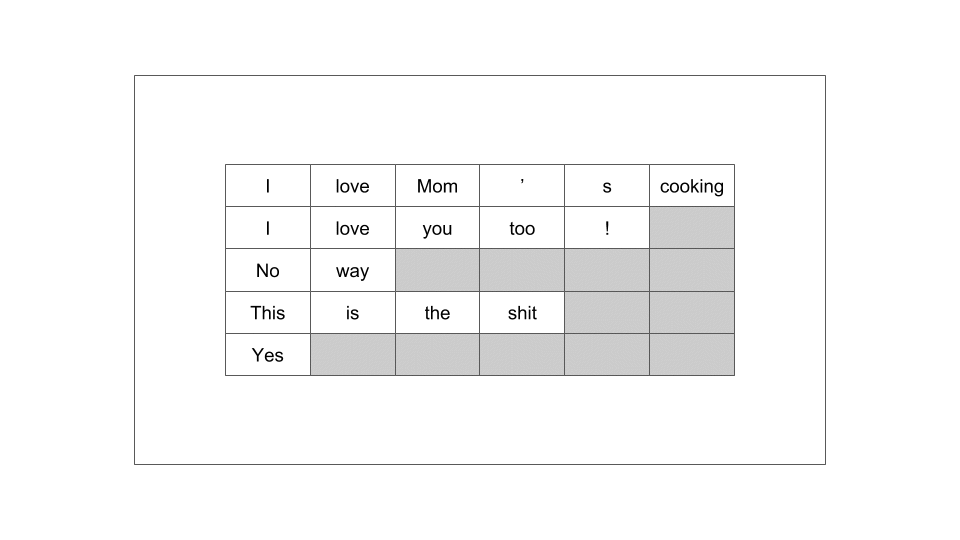 I love Mom ’ s cooking
I love you too !
No way
This is the shit
Yes